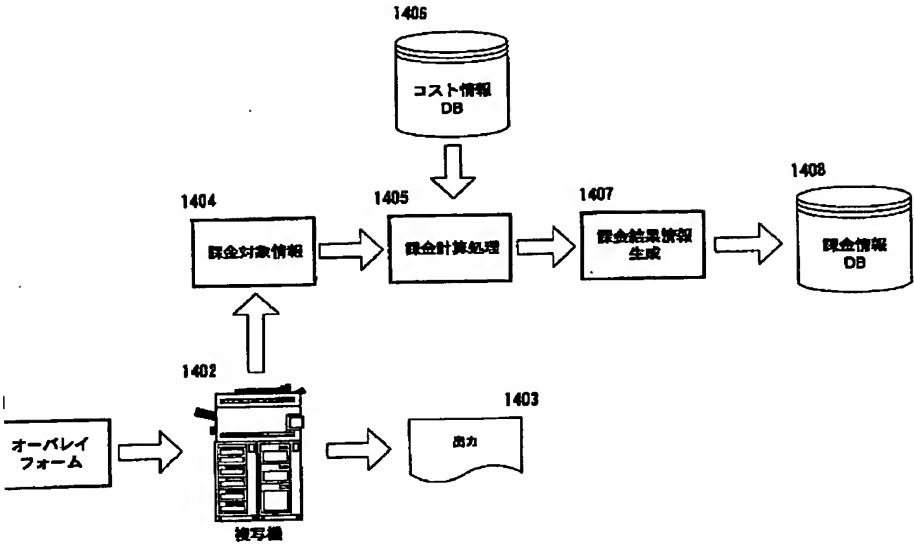 1406
コスト情報
DB
1404
課金対象情報
1405
課金計算処理
1407
課金結果情報
生成
1408
課金情報
DB
1402
複写機
1403
出力
オーバレイ
フォーム